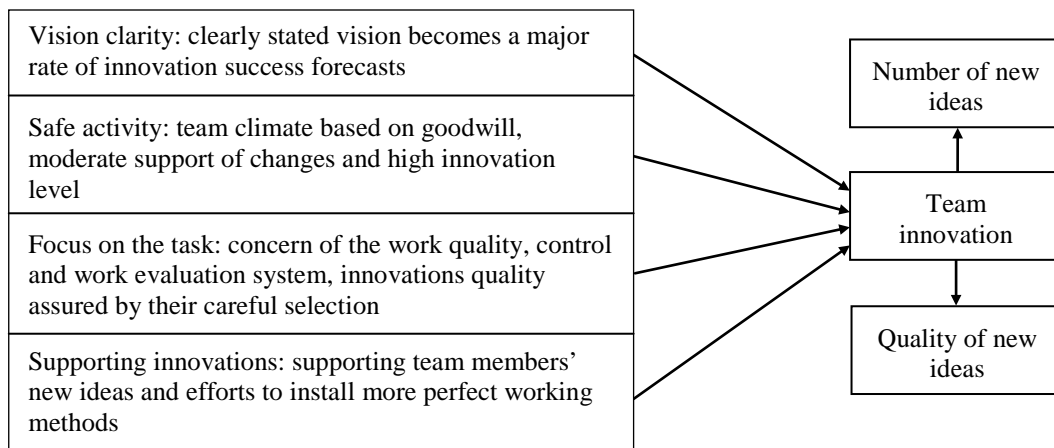 Vision clarity: clearly stated vision becomes a major
rate of innovation success forecasts
Safe activity: team climate based on goodwill,
moderate support of changes and high innovation
level
Focus on the task: concern of the work quality, control
and work evaluation system, innovations quality
assured by their careful selection
Supporting innovations: supporting team members’
new ideas and efforts to install more perfect working
methods
Number of new
ideas
Team
innovation
Quality of new
ideas